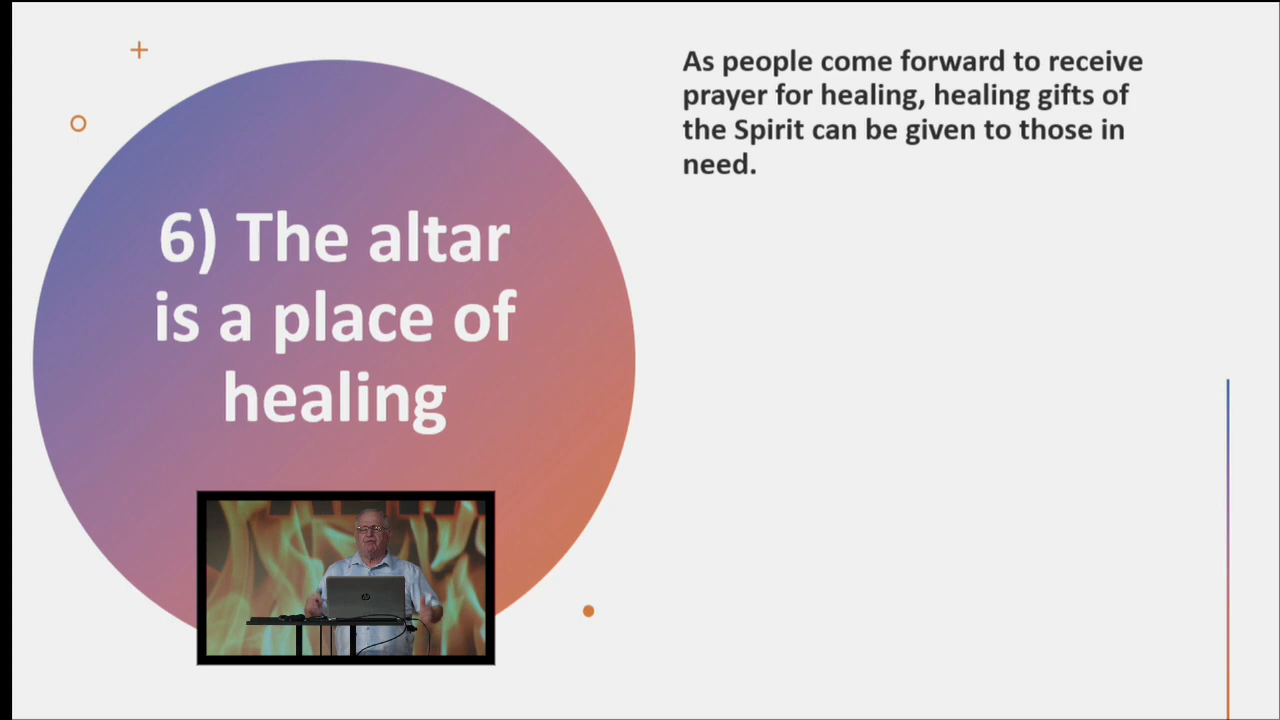 6) The altar
is a place of
healing
As people come forward to receive
prayer for healing, healing gifts of
the Spirit can be given to those in
need.